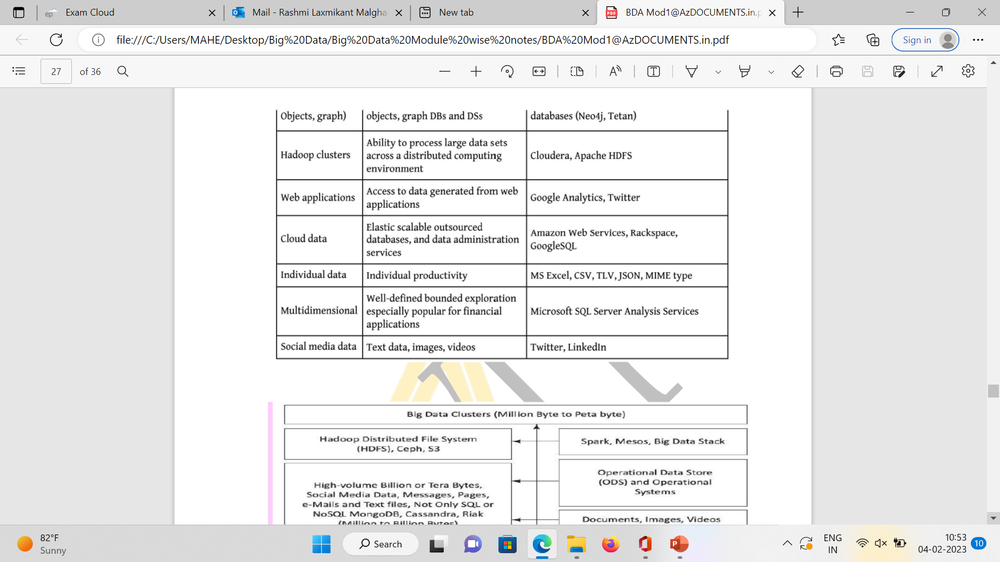 Exam Cloud
Mail - Rashmi Laxmikant Malghar
New tab
BDA Mod1@AzDOCUMENTS.in.p
file:///C:/Users/MAHE/Desktop/Big%20Data/Big%20Data%20Module%20wise%20notes/BDA%20Mod1@AzDOCUMENTS.in.pdf
Sign in
27 of 36
Objects, graph)
objects, graph DBs and DSs
databases (Neo4j, Tetan)
Hadoop clusters
Ability to process large data sets
across a distributed computing
environment
Cloudera, Apache HDFS
Web applications
Access to data generated from web
applications
Google Analytics, Twitter
Cloud data
Elastic scalable outsourced
databases, and data administration
services
Amazon Web Services, Rackspace,
GoogleSQL
Individual data
Individual productivity
MS Excel, CSV, TLV, JSON, MIME type
Multidimensional
Well-defined bounded exploration
especially popular for financial
applications
Microsoft SQL Server Analysis Services
Social media data
Text data, images, videos
Twitter, LinkedIn
Big Data Clusters (Million Byte to Peta byte)
Hadoop Distributed File System
(HDFS), Ceph, S3
Spark, Mesos, Big Data Stack
High-volume Billion or Tera Bytes,
Social Media Data, Messages, Pages,
e-Mails and Text files, Not Only SQL or
NoSQL MongoDB, Cassandra, Riak
(Million to Billion Bytes)
Operational Data Store
(ODS) and Operational
Systems
Documents, Images, Videos
82°F
Sunny
Search
ENG
IN
10:53
04-02-2023
10